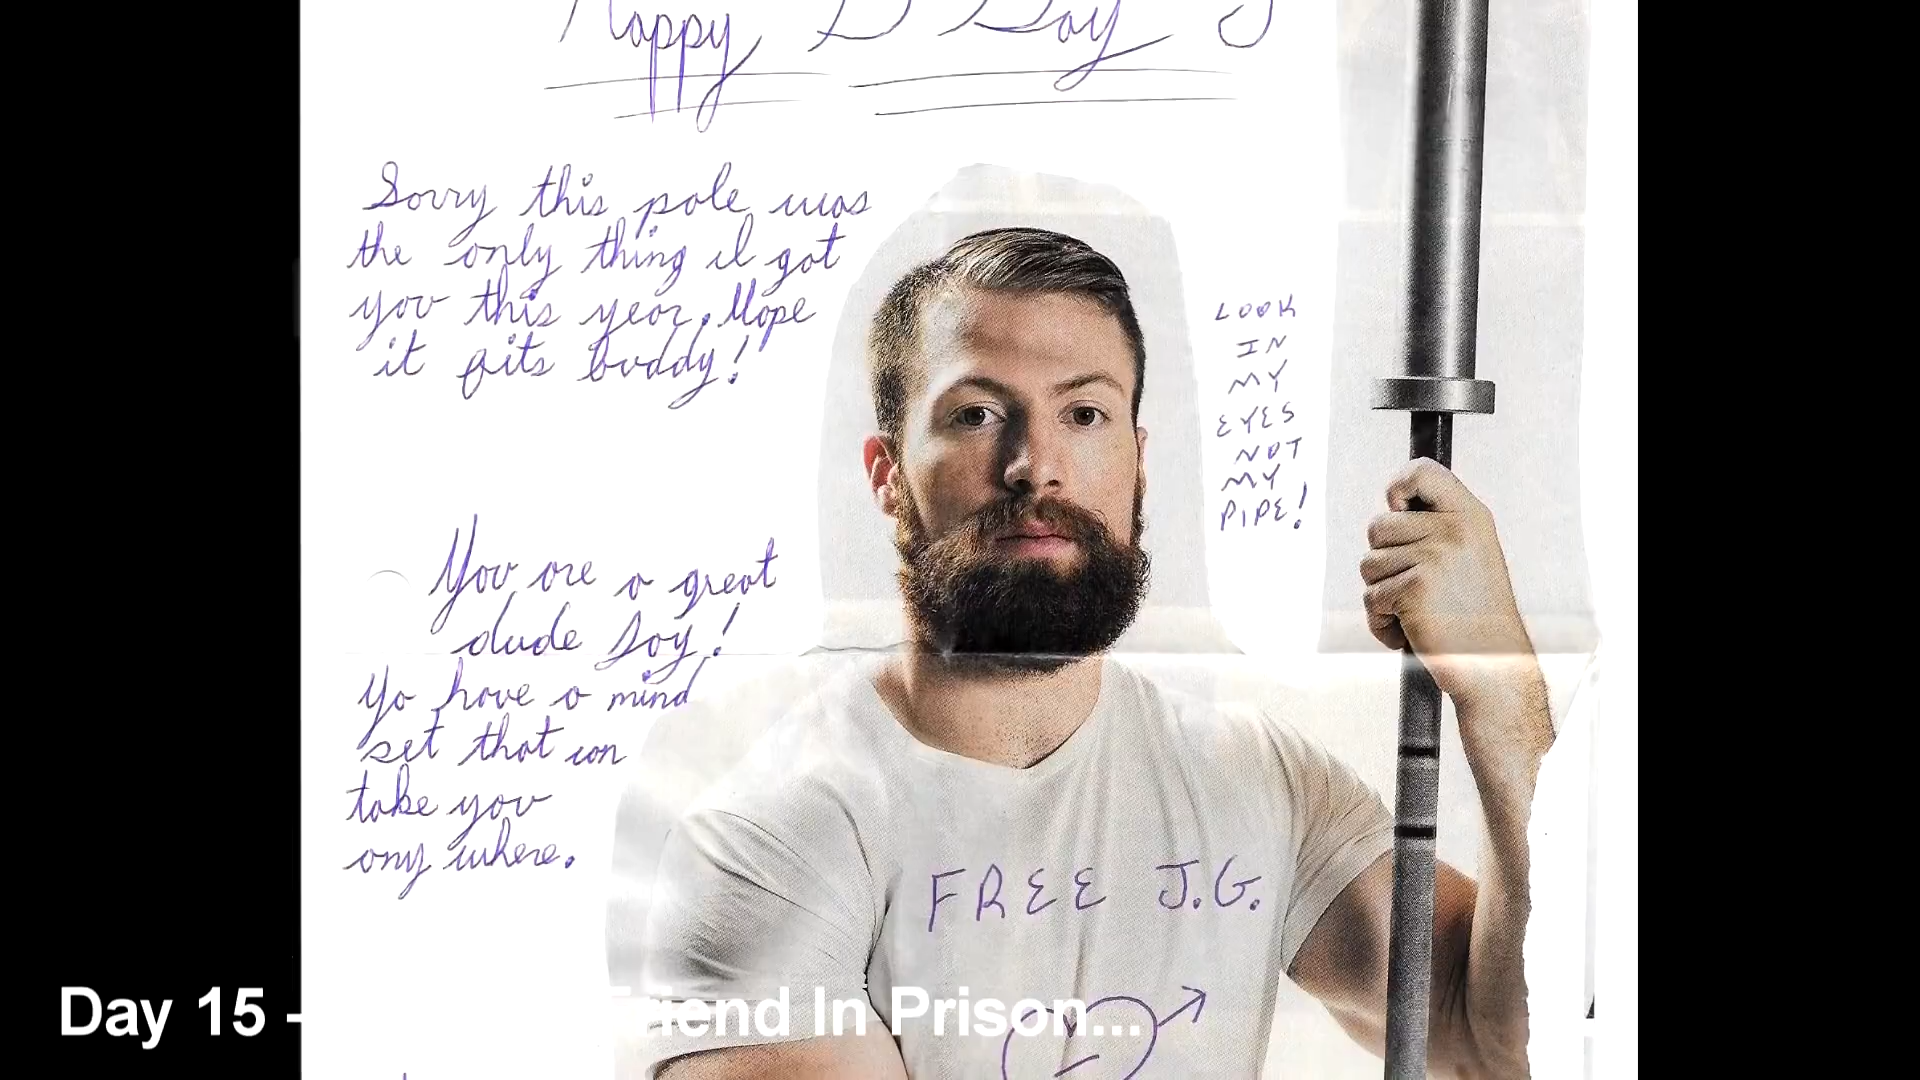 Happy B Day J
Sorry this pole was
the only thing I got
you this year. Hope
it fits buddy!
LOOK
IN
MY
EYES
NOT
MY
PIPE!
You are a great
dude Jay!
Yo have a mind
set that can
take you
any where.
FREE J.G.
Day 15 - Friend In Prison...